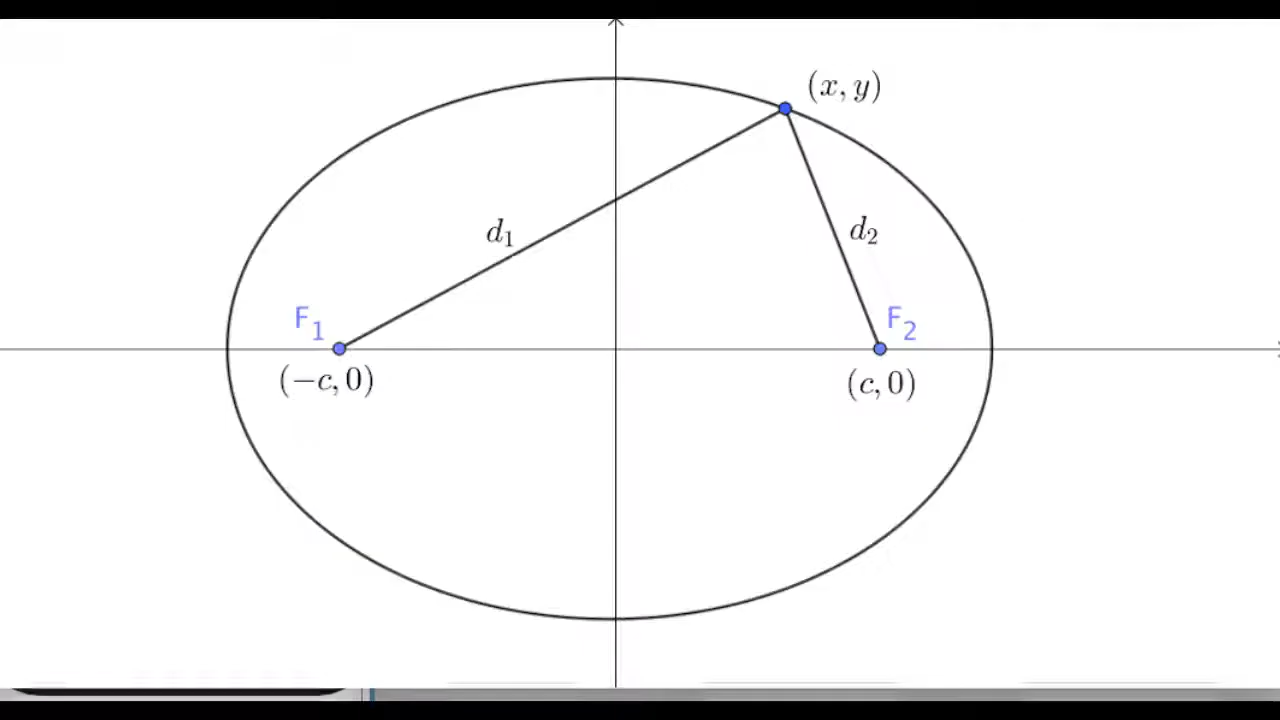 (x, y)
d₁
d₂
F₁
F₂
(−c, 0)
(c, 0)